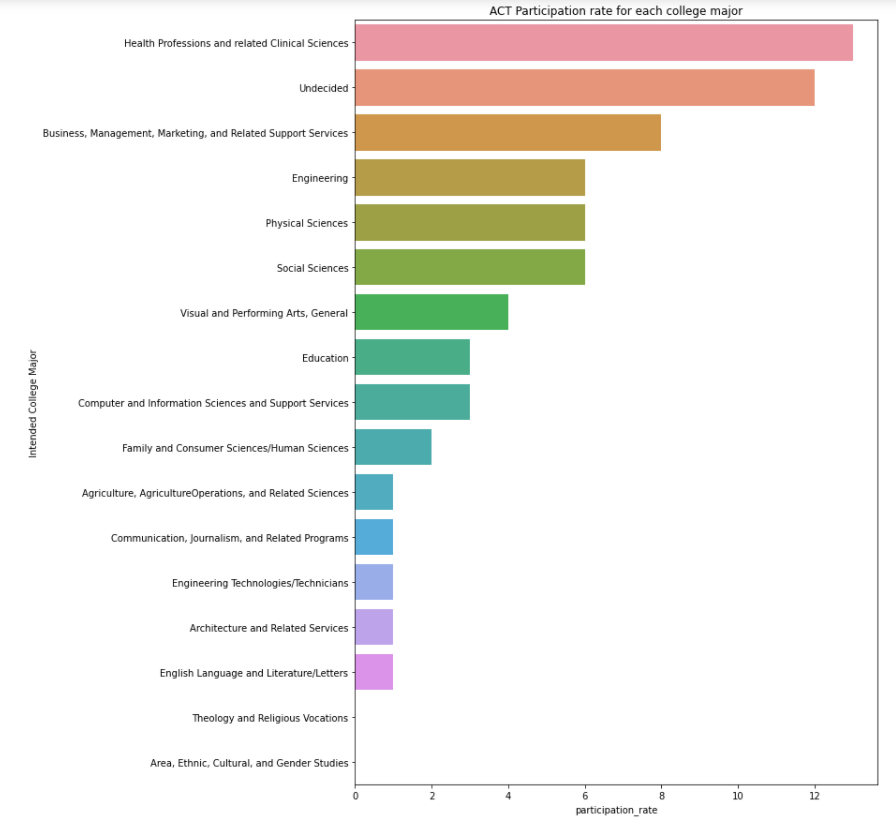 ACT Participation rate for each college major
Health Professions and related Clinical Sciences
Undecided
Business, Management, Marketing, and Related Support Services
Engineering
Physical Sciences
Social Sciences
Visual and Performing Arts, General
Education
Computer and Information Sciences and Support Services
Family and Consumer Sciences/Human Sciences
Agriculture, AgricultureOperations, and Related Sciences
Communication, Journalism, and Related Programs
Engineering Technologies/Technicians
Architecture and Related Services
English Language and Literature/Letters
Theology and Religious Vocations
Area, Ethnic, Cultural, and Gender Studies
Intended College Major
0 2 4 6 8 10 12
participation_rate